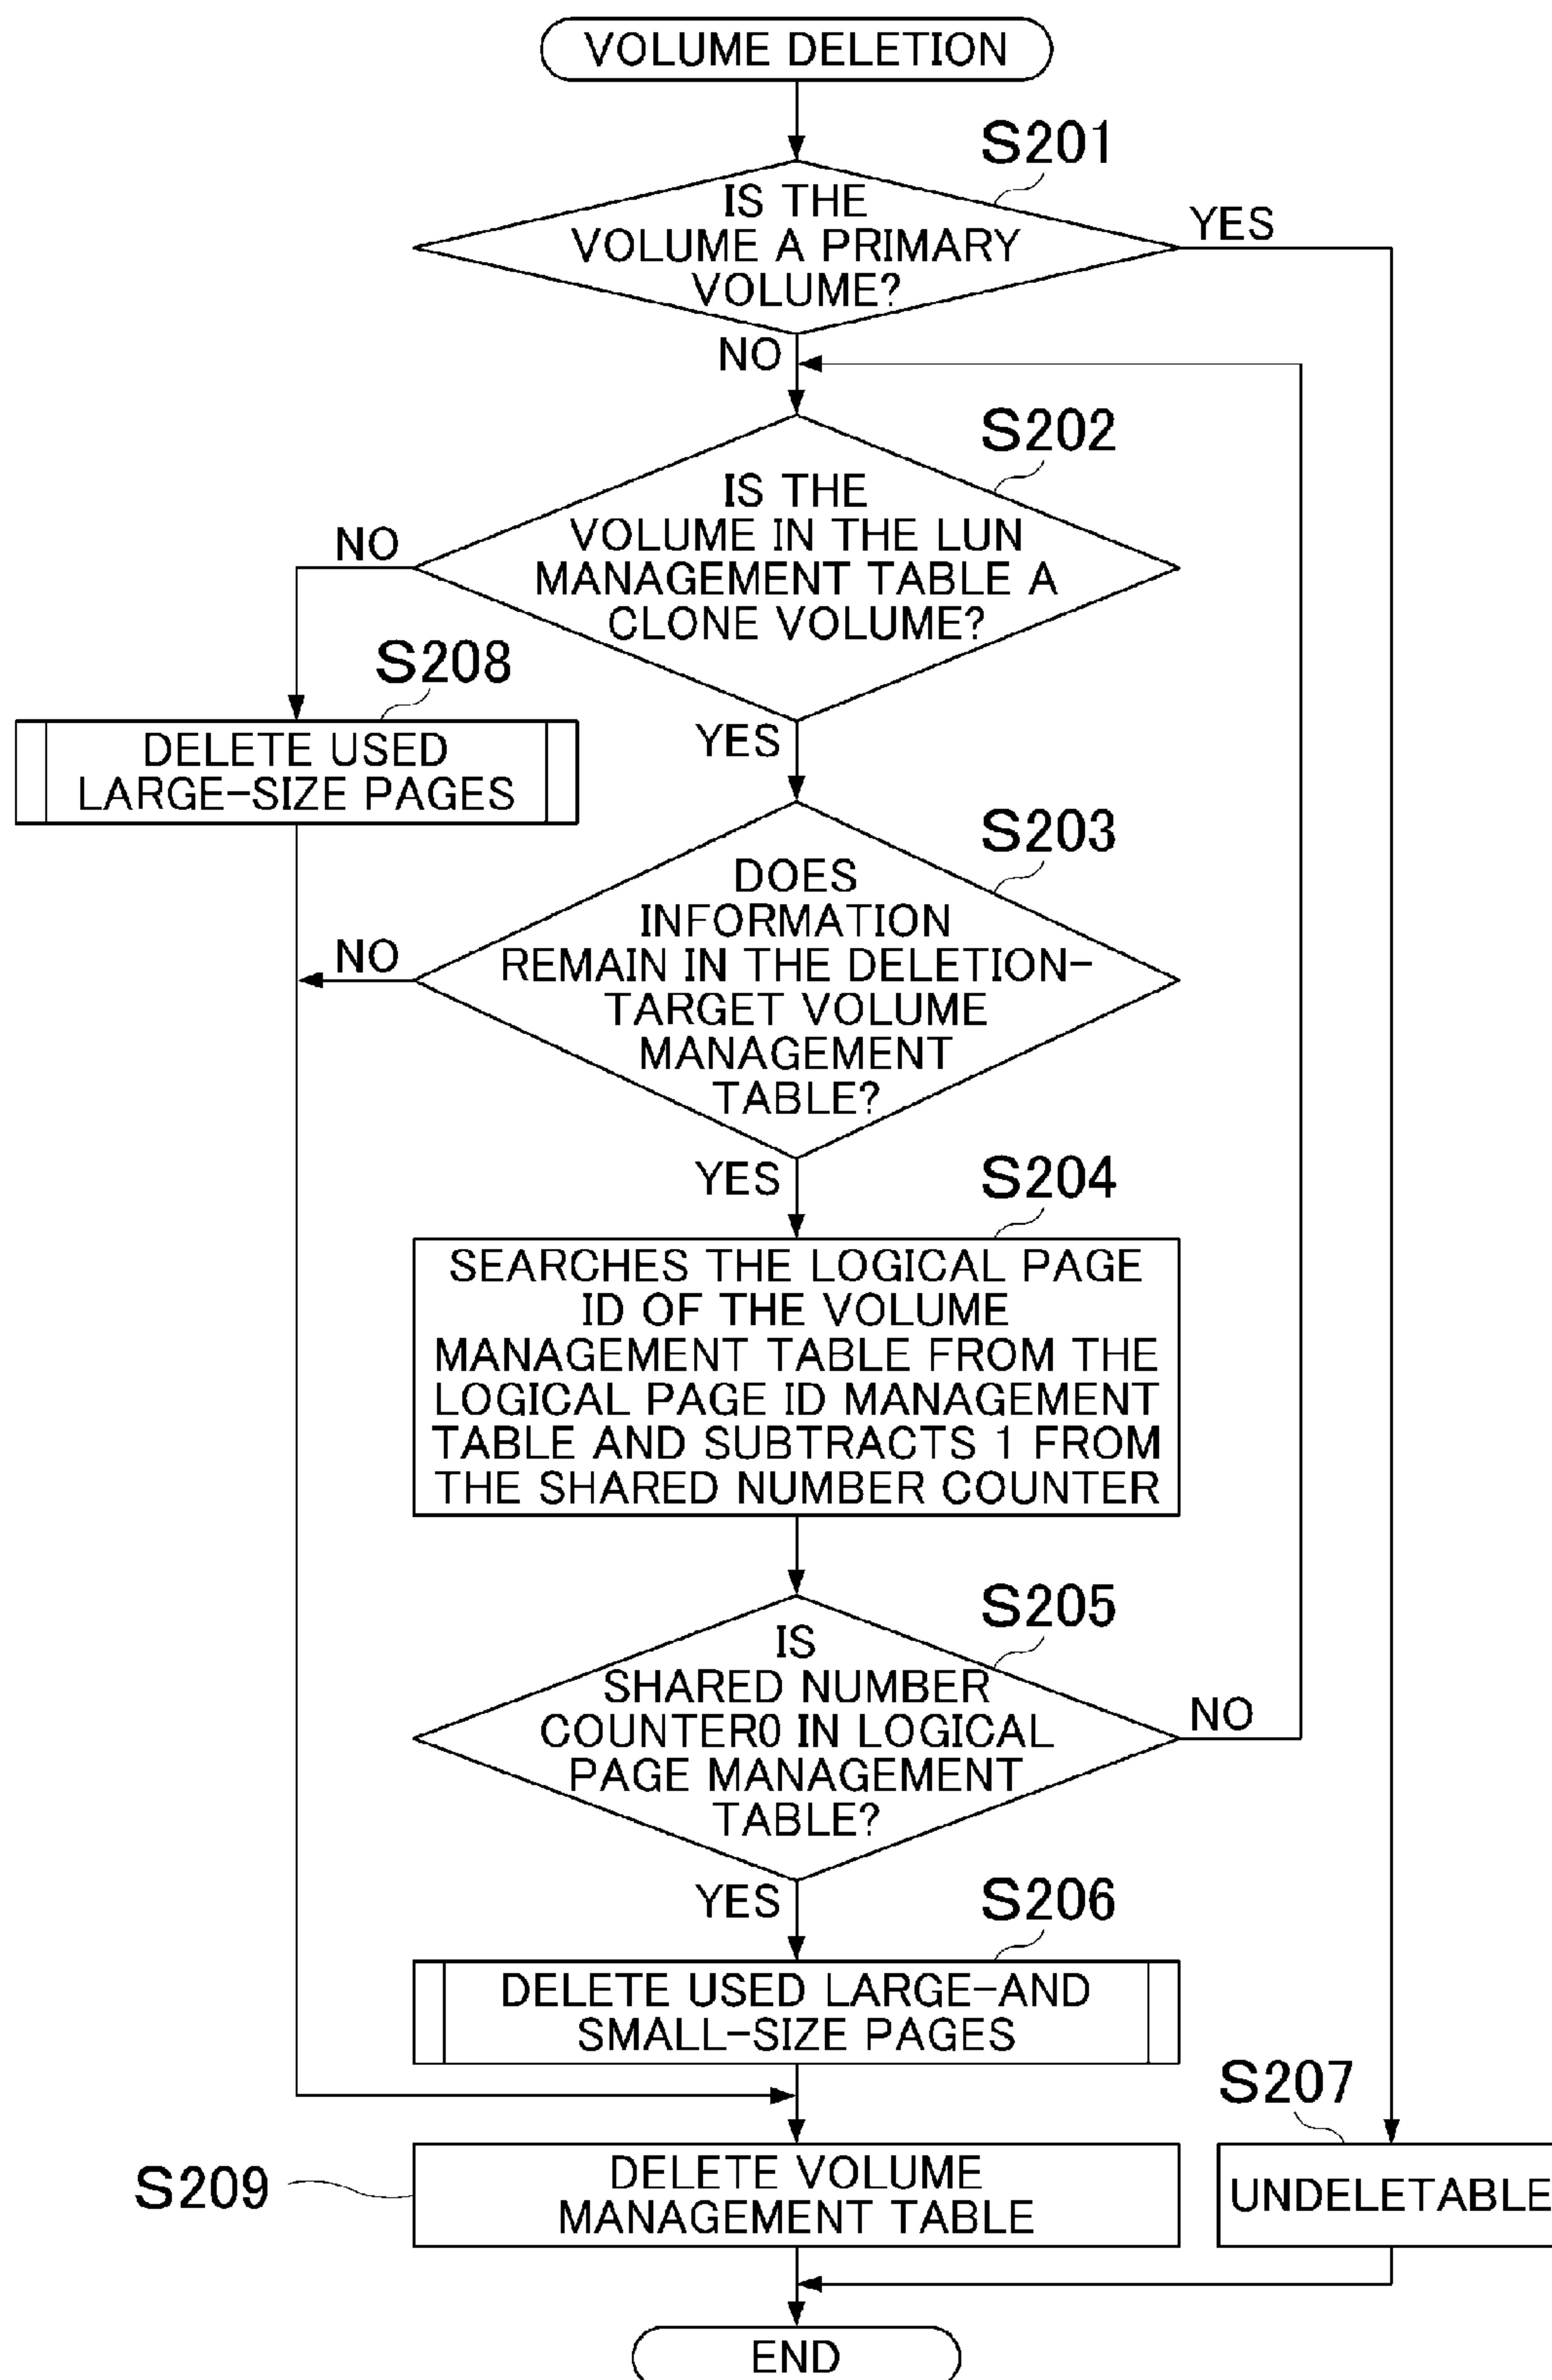 VOLUME DELETION
S201
IS THE
VOLUME A PRIMARY
VOLUME?
YES
NO
S202
IS THE
VOLUME IN THE LUN
MANAGEMENT TABLE A
CLONE VOLUME?
NO
S208
DELETE USED
LARGE-SIZE PAGES
YES
S203
DOES
INFORMATION
REMAIN IN THE DELETION-
TARGET VOLUME
MANAGEMENT
TABLE?
NO
YES
S204
SEARCHES THE LOGICAL PAGE
ID OF THE VOLUME
MANAGEMENT TABLE FROM THE
LOGICAL PAGE ID MANAGEMENT
TABLE AND SUBTRACTS 1 FROM
THE SHARED NUMBER COUNTER
S205
IS
SHARED NUMBER
COUNTER0 IN LOGICAL
PAGE MANAGEMENT
TABLE?
NO
YES
S206
DELETE USED LARGE-AND
SMALL-SIZE PAGES
S207
UNDELETABLE
S209
DELETE VOLUME
MANAGEMENT TABLE
END